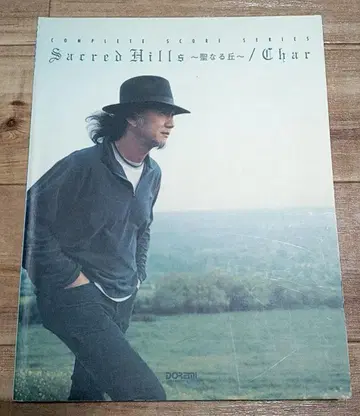 COMPLETE SCORE SERIES
Sacred Hills 〜聖なる丘〜 / Char
DOREMI